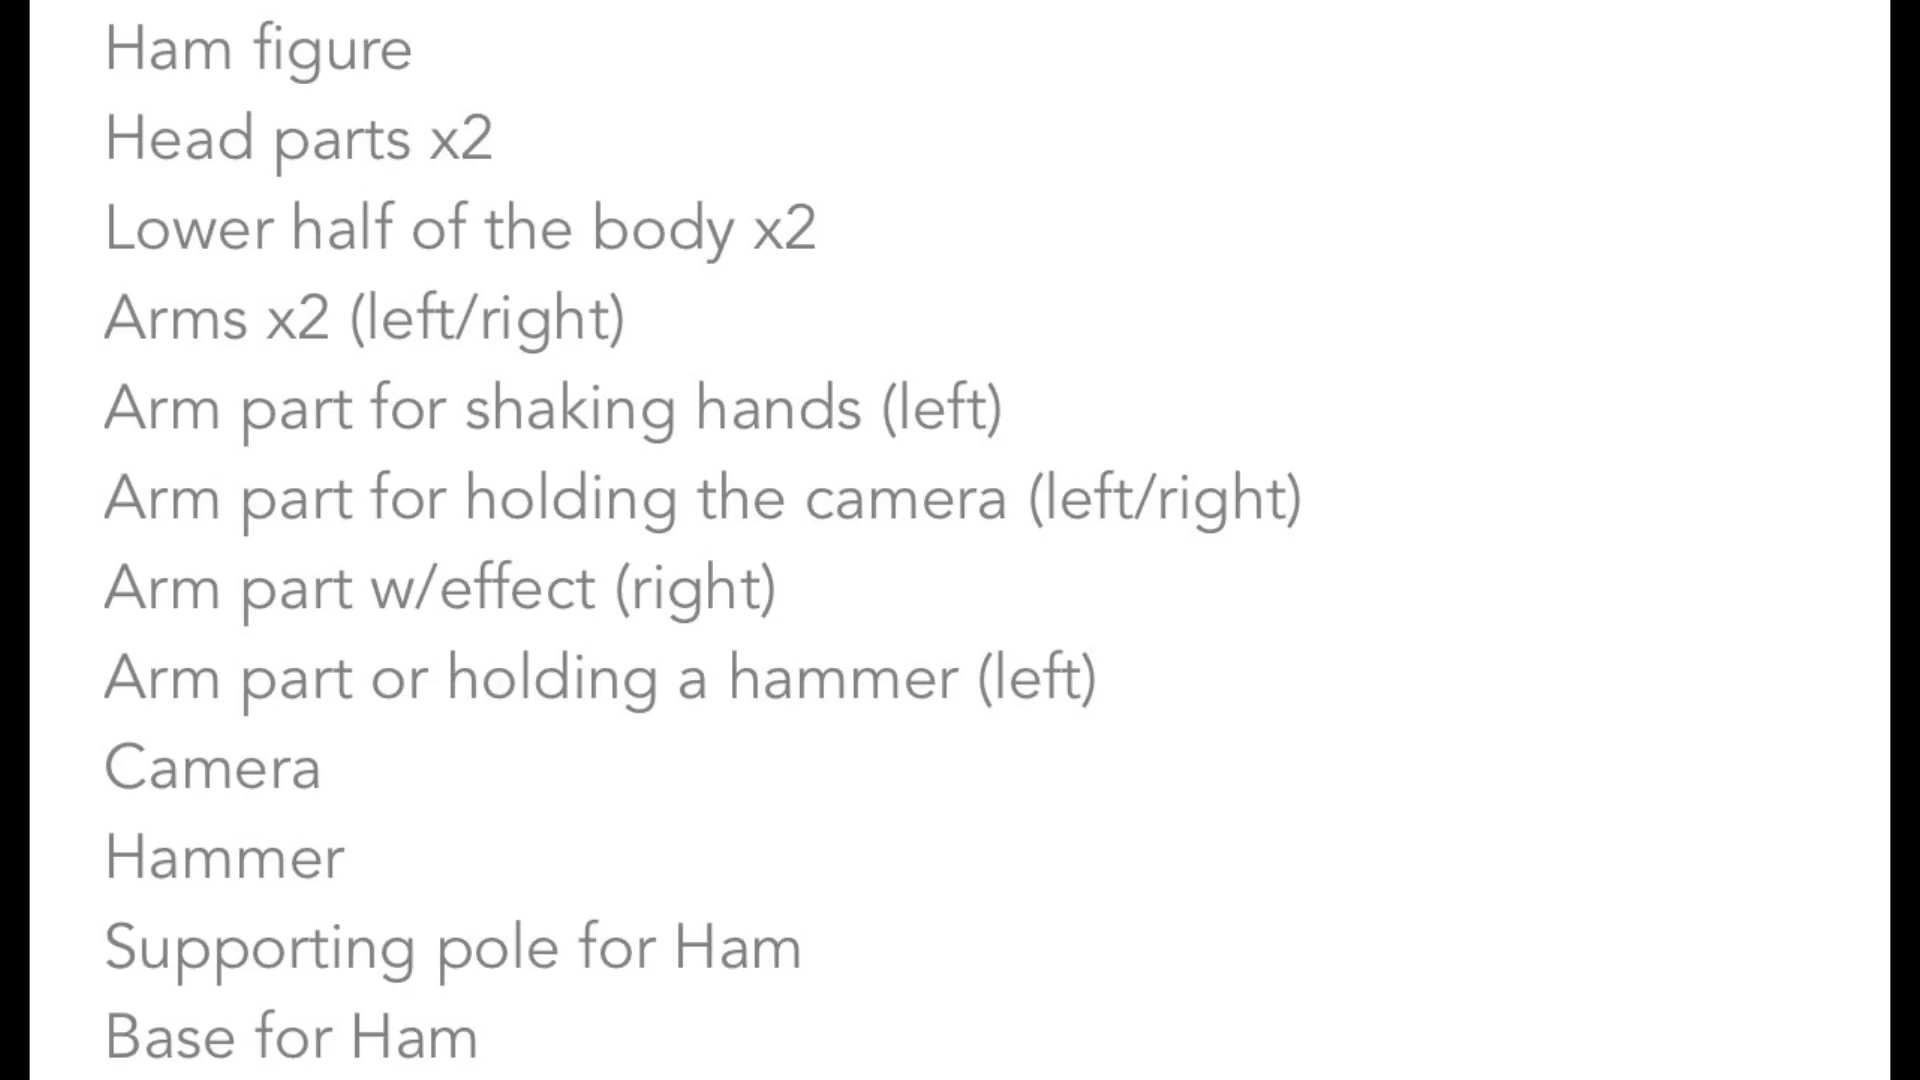 Ham figure
Head parts x2
Lower half of the body x2
Arms x2 (left/right)
Arm part for shaking hands (left)
Arm part for holding the camera (left/right)
Arm part w/effect (right)
Arm part or holding a hammer (left)
Camera
Hammer
Supporting pole for Ham
Base for Ham